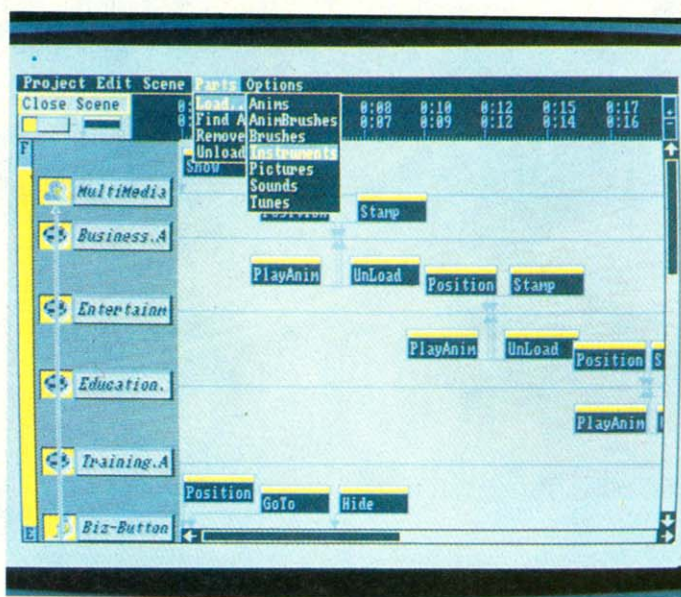 Project Edit Scene Parts Options
Close Scene
Load.. Anims
Find A AnimBrushes
Remove Brushes
Unload Instruments
Pictures
Sounds
Tunes
0:08 0:10 0:12 0:15 0:17
0:07 0:09 0:12 0:14 0:16
F
Show
MultiMedia
Position Stamp
Business.A
PlayAnim UnLoad Position Stamp
Entertainm
PlayAnim UnLoad Position S
Education.
PlayAnim
Training.A
Position GoTo Hide
E
Biz-Button